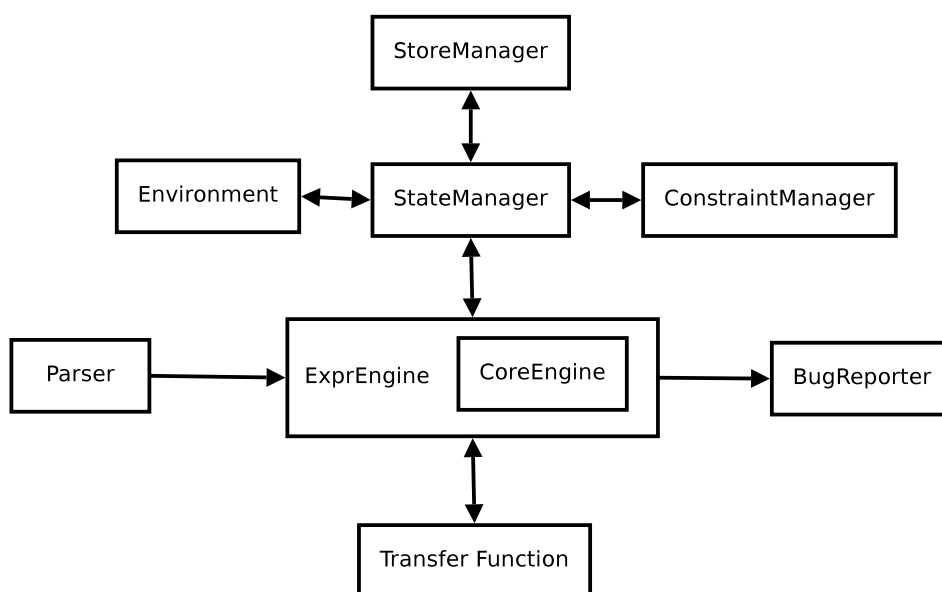 StoreManager
Environment
StateManager
ConstraintManager
Parser
ExprEngine
CoreEngine
BugReporter
Transfer Function